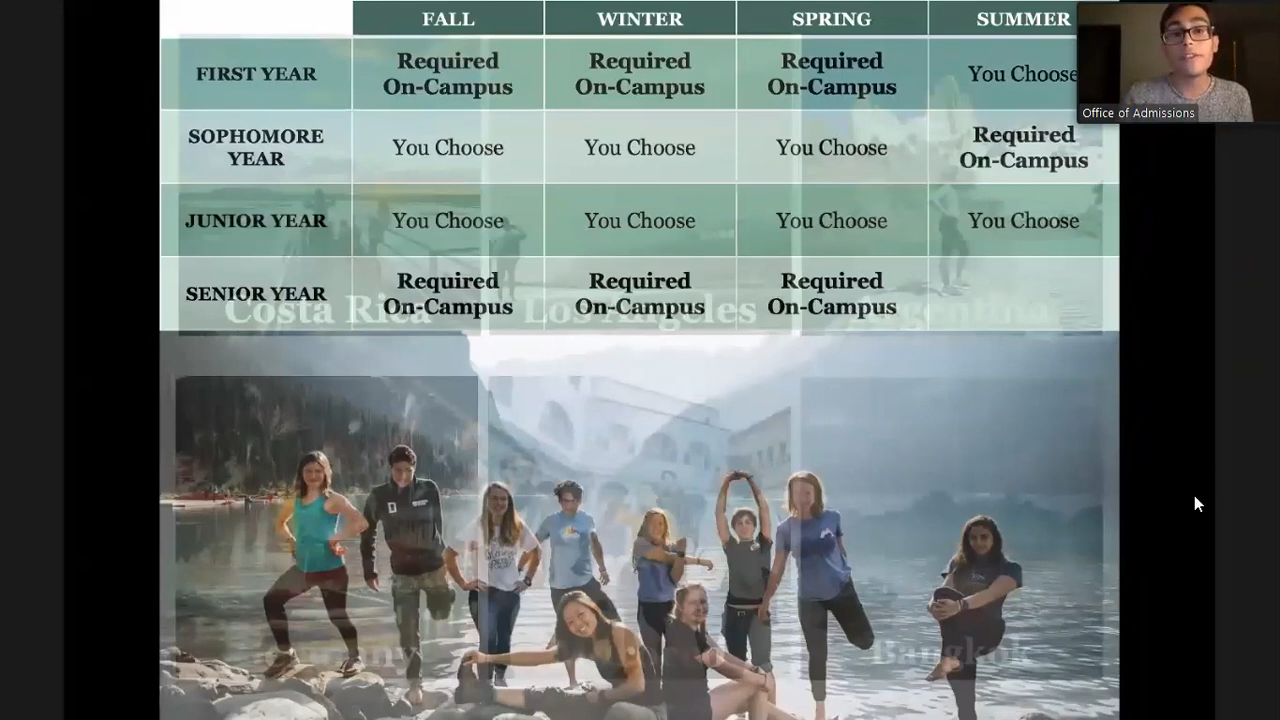 FALL WINTER SPRING SUMMER
FIRST YEAR Required On-Campus Required On-Campus Required On-Campus You Choose
Office of Admissions
SOPHOMORE YEAR You Choose You Choose You Choose Required On-Campus
JUNIOR YEAR You Choose You Choose You Choose You Choose
SENIOR YEAR Required On-Campus Required On-Campus Required On-Campus
Costa Rica Los Angeles Argentina
Bangkok